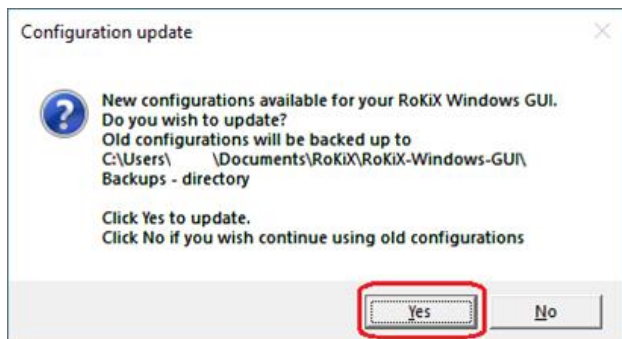 Configuration update
New configurations available for your RoKiX Windows GUI.
Do you wish to update?
Old configurations will be backed up to
C:\Users\ \Documents\RoKiX\RoKiX-Windows-GUI\
Backups - directory
Click Yes to update.
Click No if you wish continue using old configurations
Yes No